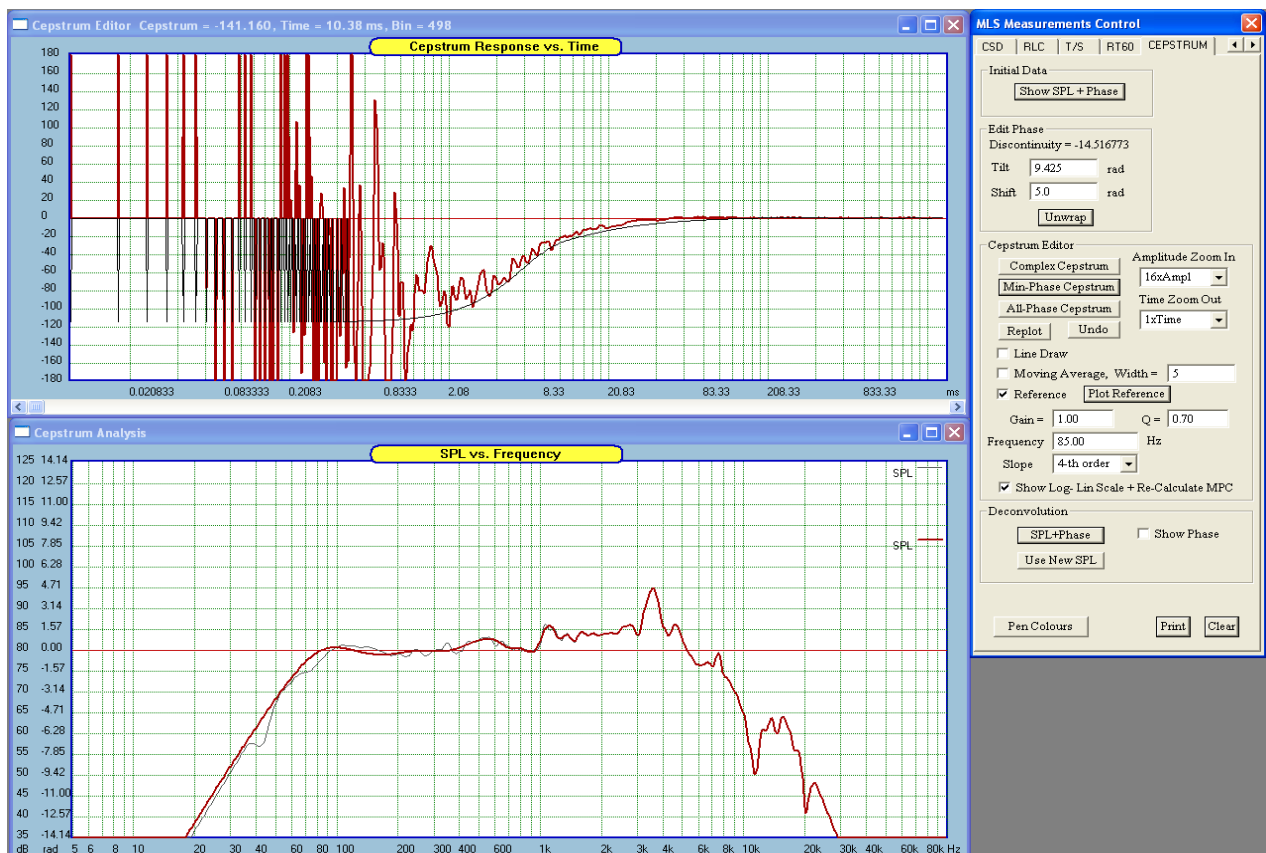 Cepstrum Editor Cepstrum = -141.160, Time = 10.38 ms, Bin = 498
Cepstrum Response vs. Time
180
160
140
120
100
80
60
40
20
0
-20
-40
-60
-80
-100
-120
-140
-160
-180
0.020833 0.083333 0.2083 0.8333 2.08 8.33 20.83 83.33 208.33 833.33 ms
Cepstrum Analysis
SPL vs. Frequency
SPL
SPL
125 14.14
120 12.57
115 11.00
110 9.42
105 7.85
100 6.28
95 4.71
90 3.14
85 1.57
80 0.00
-1.57
70 -3.14
65 -4.71
60 -6.28
55 -7.85
50 -9.42
45 -11.00
40 -12.57
35 -14.14
dB rad 5 6 8 10 20 30 40 60 80 100 200 300 400 600 1k 2k 3k 4k 6k 8k 10k 20k 30k 40k 60k 80k Hz
MLS Measurements Control
CSD RLC T/S RT60 CEPSTRUM
Initial Data
Show SPL + Phase
Edit Phase
Discontinuity = -14.516773
Tilt 9.425 rad
Shift 5.0 rad
Unwrap
Cepstrum Editor
Complex Cepstrum
Min-Phase Cepstrum
All-Phase Cepstrum
Replot Undo
Amplitude Zoom In
16xAmpl
Time Zoom Out
1xTime
Line Draw
Moving Average, Width = 5
Reference Plot Reference
Gain = 1.00 Q = 0.70
Frequency 85.00 Hz
Slope 4-th order
Show Log- Lin Scale + Re-Calculate MPC
Deconvolution
SPL+Phase Show Phase
Use New SPL
Pen Colours Print Clear